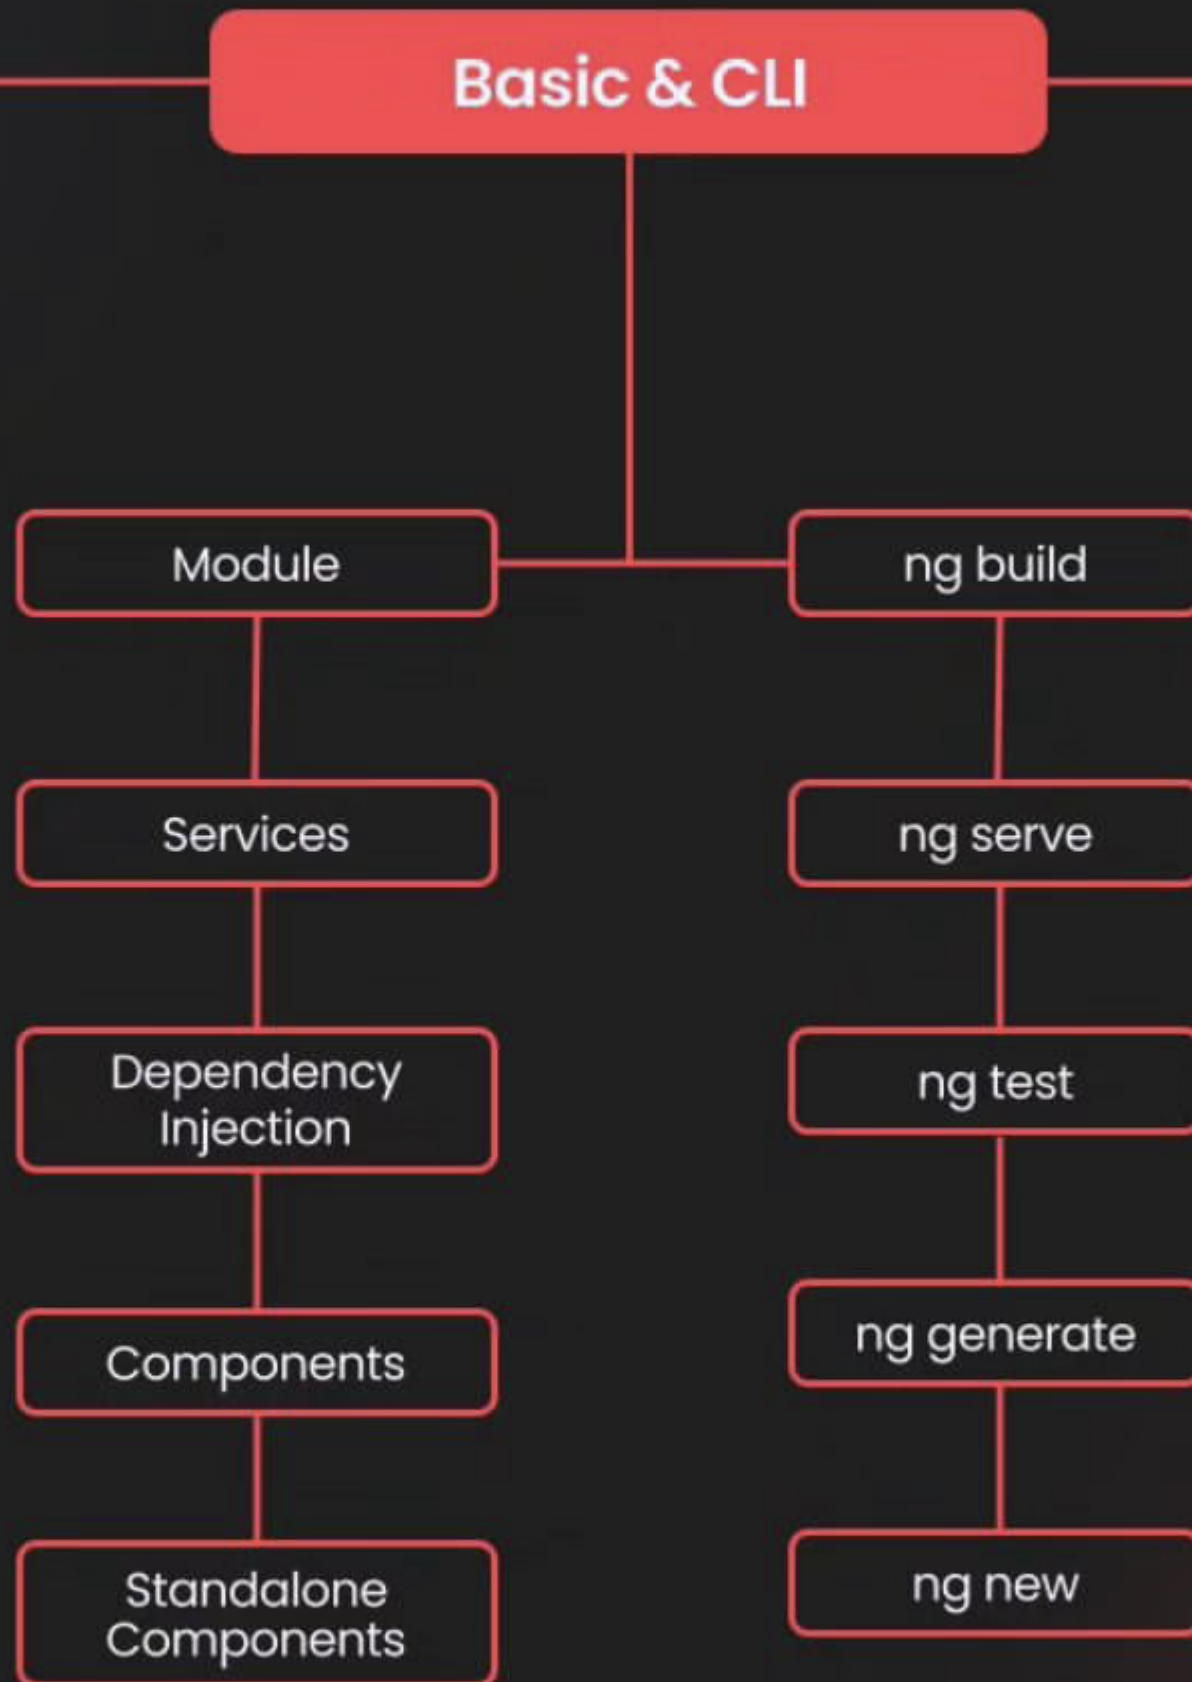 Basic & CLI
Module
Services
Dependency
Injection
Components
Standalone
Components
ng build
ng serve
ng test
ng generate
ng new